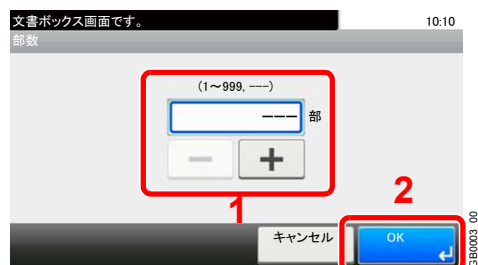 文書ボックス画面です。 10:10
部数
(1～999, ---)
--- 部
－ ＋
1
2
キャンセル OK
GB0003_00